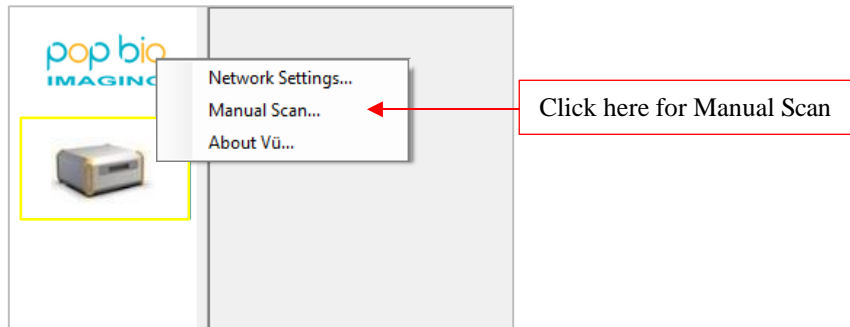 pop bio
IMAGING
Network Settings...
Manual Scan...
About Vü...
Click here for Manual Scan